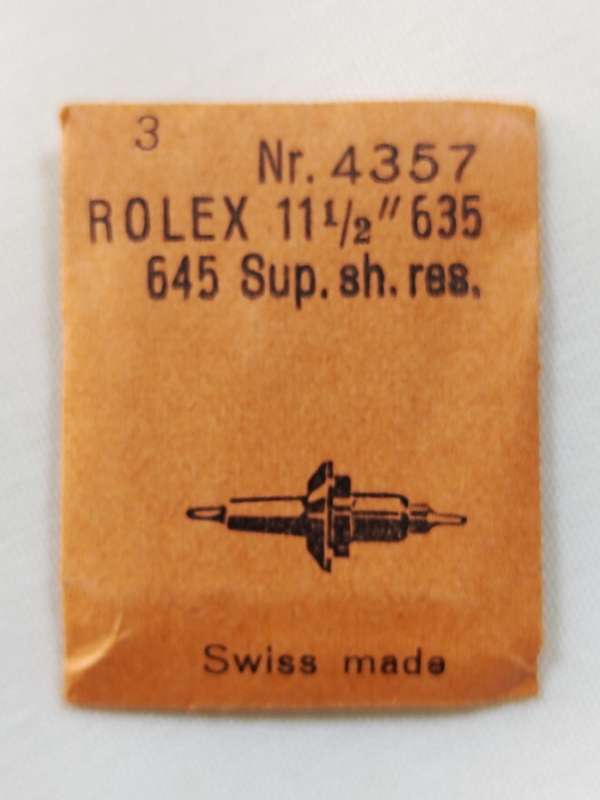 3
Nr. 4357
ROLEX 11½‴ 635
645 Sup. sh. res.
Swiss made